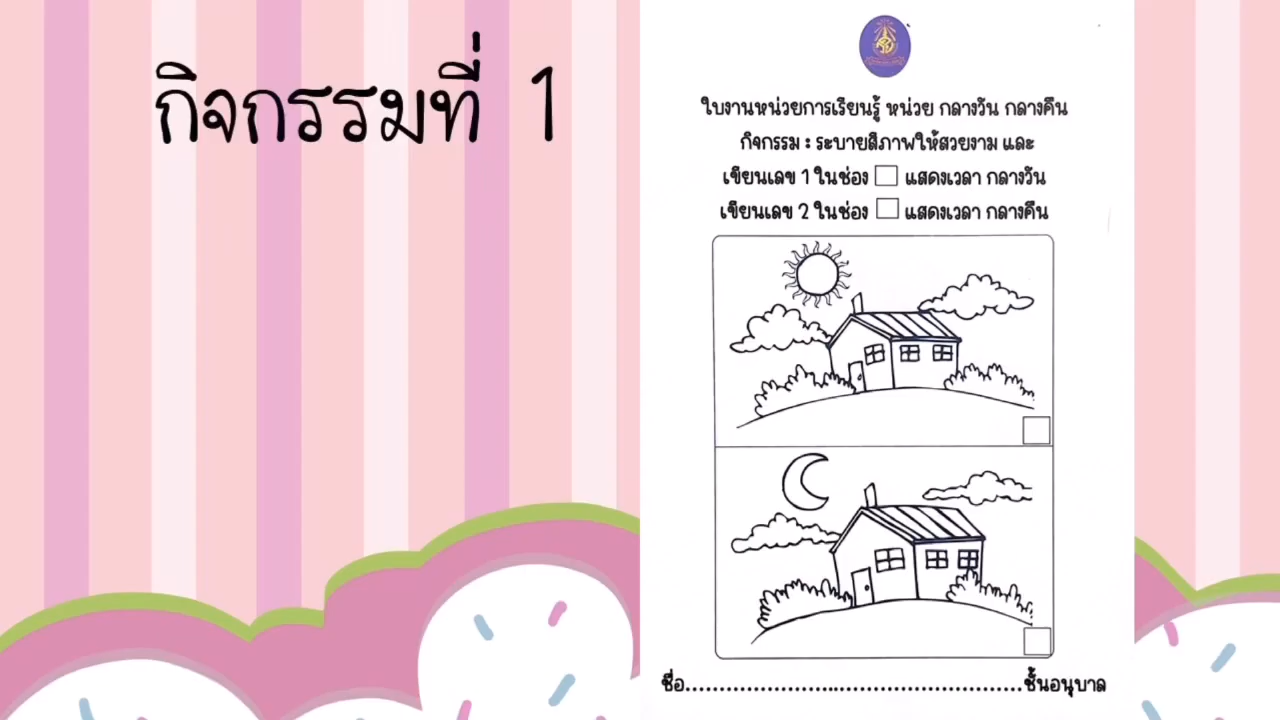 กิจกรรมที่ 1
ใบงานหน่วยการเรียนรู้ หน่วย กลางวัน กลางคืน
กิจกรรม : ระบายสีภาพให้สวยงาม และ
เขียนเลข 1 ในช่อง □ แสดงเวลา กลางวัน
เขียนเลข 2 ในช่อง □ แสดงเวลา กลางคืน
ชื่อ................................................ชั้นอนุบาล